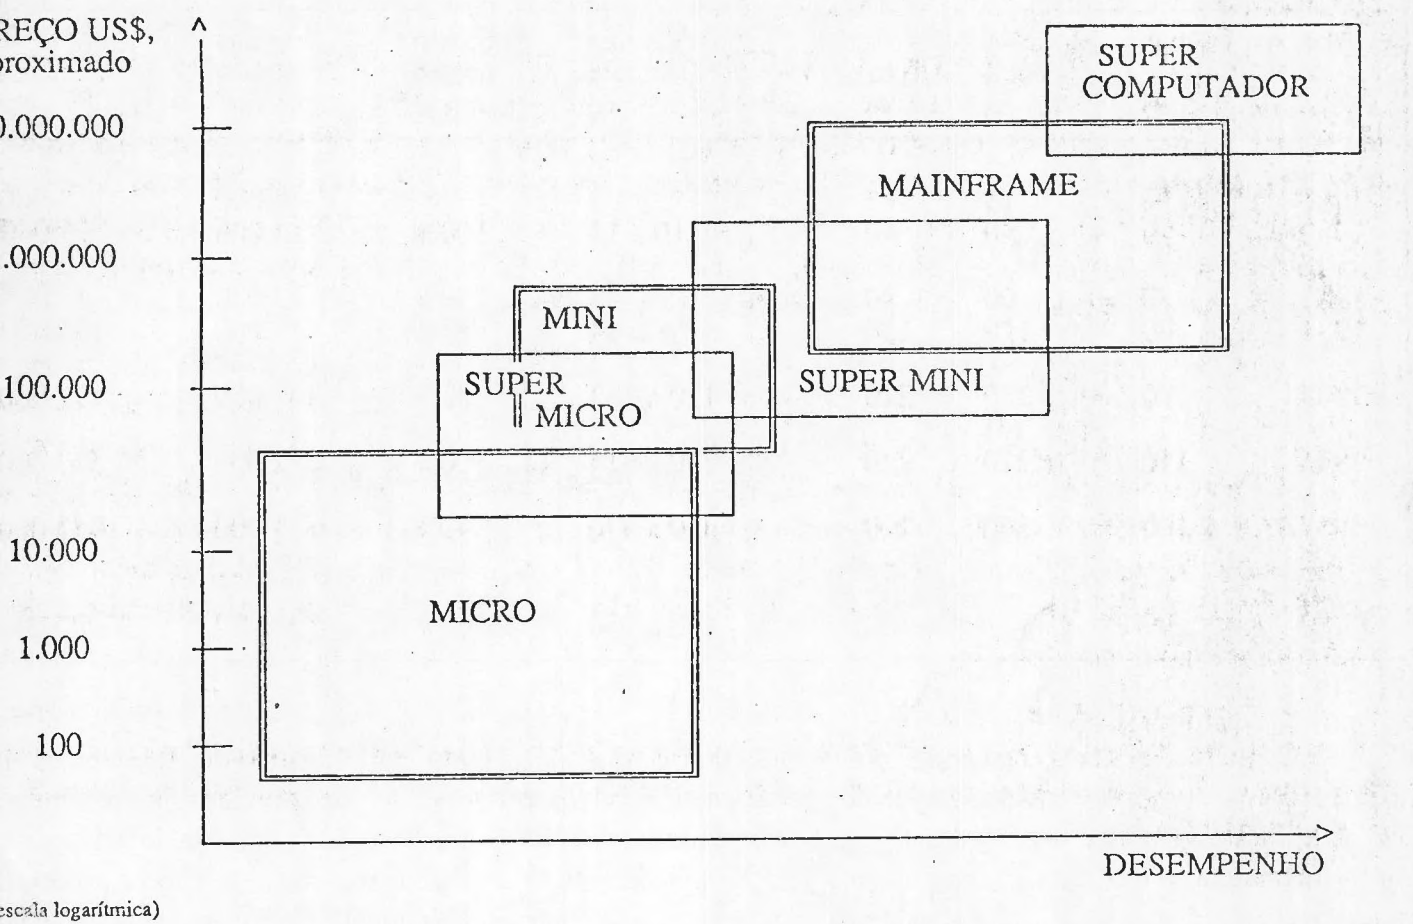 REÇO US$,
proximado
0.000.000
.000.000
100.000
10.000
1.000
100
SUPER
COMPUTADOR
MAINFRAME
MINI
SUPER
MICRO
SUPER MINI
MICRO
DESEMPENHO
escala logarítmica)